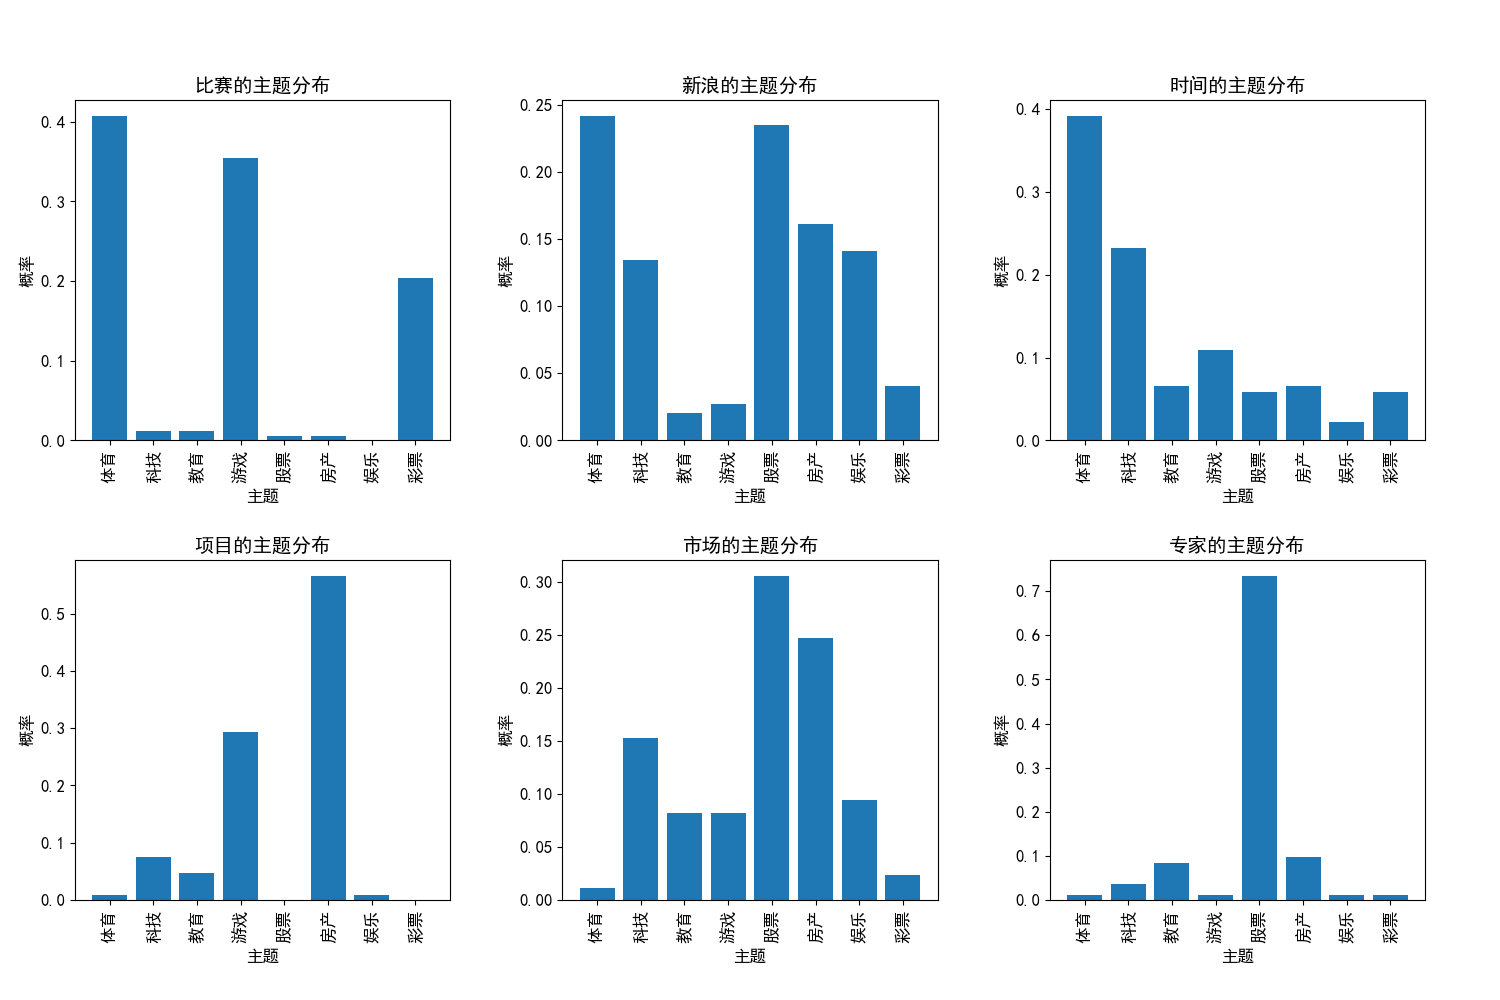 比赛的主题分布
概率
0.4
0.3
0.2
0.1
0.0
体育 科技 教育 游戏 股票 房产 娱乐 彩票
主题
新浪的主题分布
概率
0.25
0.20
0.15
0.10
0.05
0.00
体育 科技 教育 游戏 股票 房产 娱乐 彩票
主题
时间的主题分布
概率
0.4
0.3
0.2
0.1
0.0
体育 科技 教育 游戏 股票 房产 娱乐 彩票
主题
项目的主题分布
概率
0.5
0.4
0.3
0.2
0.1
0.0
体育 科技 教育 游戏 股票 房产 娱乐 彩票
主题
市场的主题分布
概率
0.30
0.25
0.20
0.15
0.10
0.05
0.00
体育 科技 教育 游戏 股票 房产 娱乐 彩票
主题
专家的主题分布
概率
0.7
0.6
0.5
0.4
0.3
0.2
0.1
0.0
体育 科技 教育 游戏 股票 房产 娱乐 彩票
主题